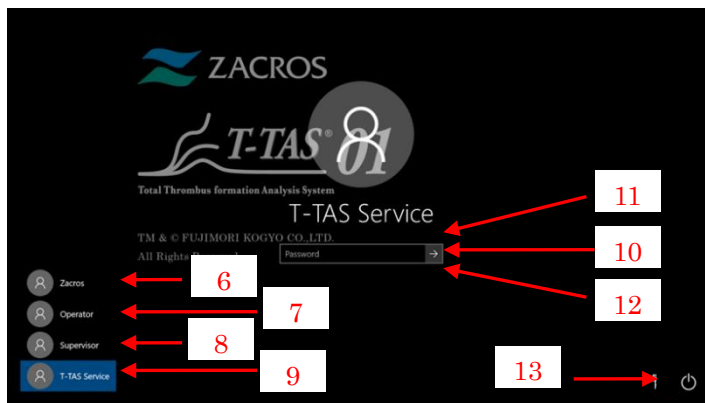 ZACROS
T-TAS® 01
Total Thrombus formation Analysis System
T-TAS Service
TM & © FUJIMORI KOGYO CO.,LTD.
All Rights
Password
11
10
12
Zacros
6
Operator
7
Supervisor
8
T-TAS Service
9
13